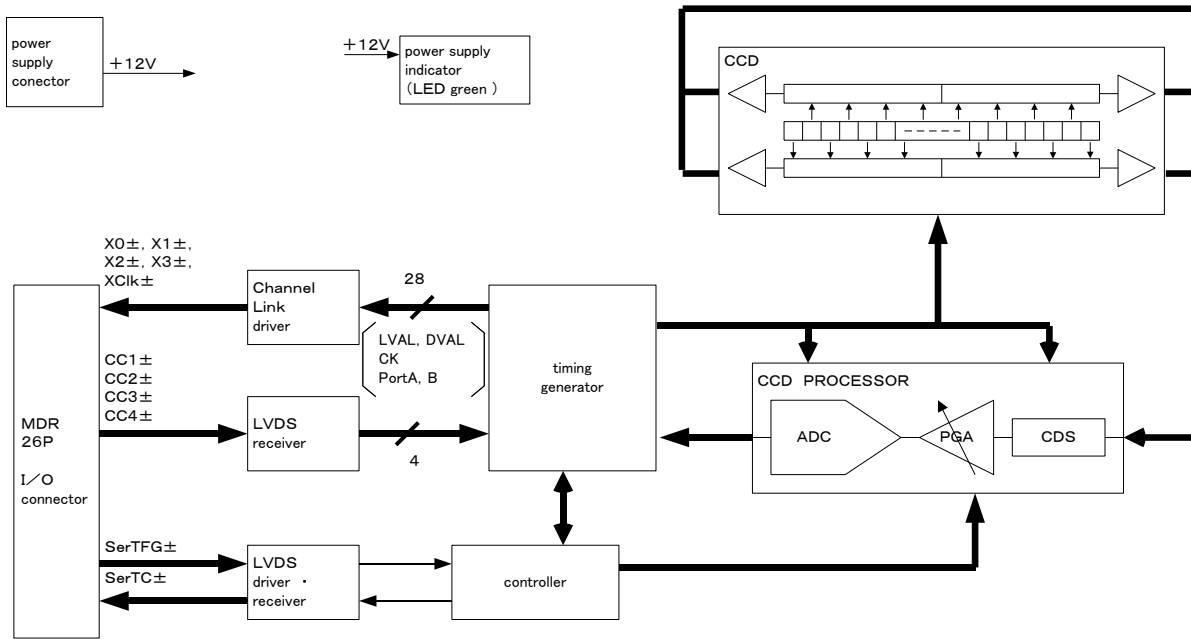 power
supply
conector
＋12V
＋12V
power supply
indicator
（LED green ）
CCD
X0±, X1±,
X2±, X3±,
XClk±
Channel
Link
driver
28
LVAL, DVAL
CK
PortA, B
timing
generator
CCD PROCESSOR
ADC
PGA
CDS
CC1±
CC2±
CC3±
CC4±
LVDS
receiver
4
MDR
26P
I／O
connector
SerTFG±
SerTC±
LVDS
driver ・
receiver
controller